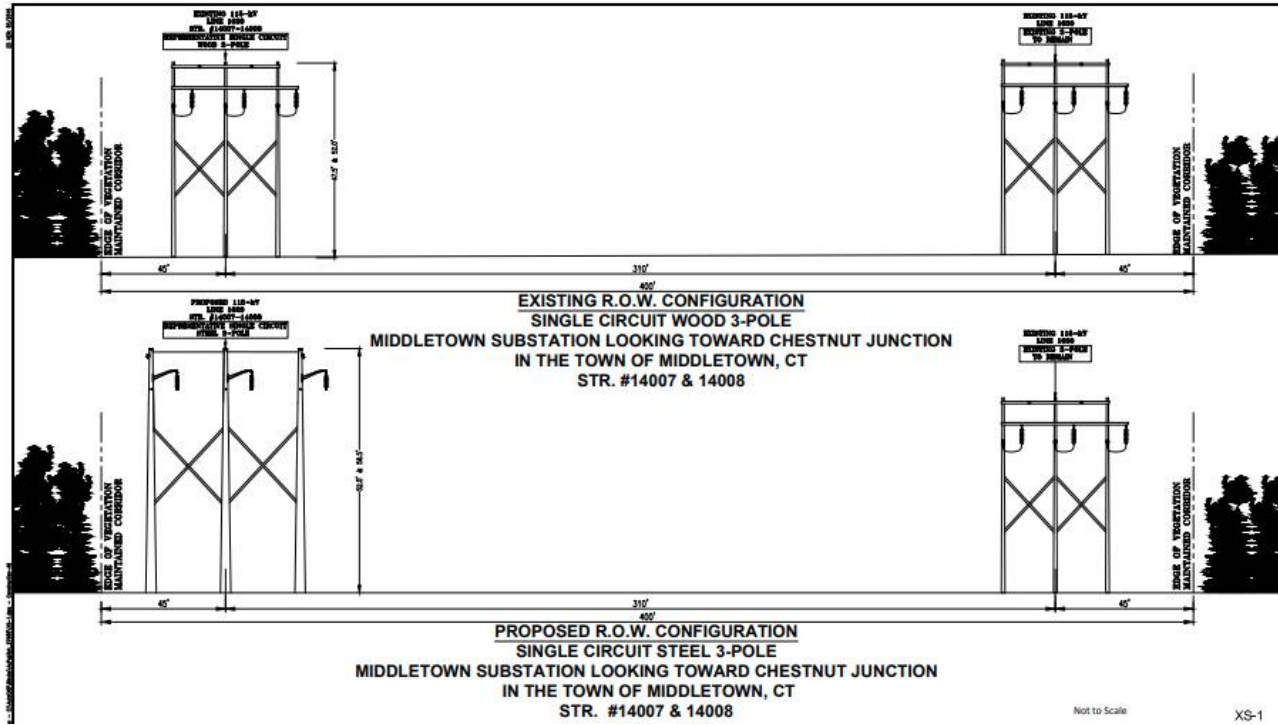 EXISTING 115-kV
LINE 1620
STR. #14007-14008
REPRESENTATIVE SINGLE CIRCUIT
WOOD 3-POLE
EXISTING 115-kV
LINE
EXISTING 3-POLE
TO REMAIN
EDGE OF VEGETATION
MAINTAINED CORRIDOR
47.5' & 52.0'
EDGE OF VEGETATION
MAINTAINED CORRIDOR
45'
310'
45'
400'
EXISTING R.O.W. CONFIGURATION
SINGLE CIRCUIT WOOD 3-POLE
MIDDLETOWN SUBSTATION LOOKING TOWARD CHESTNUT JUNCTION
IN THE TOWN OF MIDDLETOWN, CT
STR. #14007 & 14008
PROPOSED 115-kV
LINE 1620
STR. #14007-14008
REPRESENTATIVE SINGLE CIRCUIT
STEEL 3-POLE
EXISTING 115-kV
LINE
EXISTING 3-POLE
TO REMAIN
EDGE OF VEGETATION
MAINTAINED CORRIDOR
EDGE OF VEGETATION
MAINTAINED CORRIDOR
45'
310'
45'
400'
PROPOSED R.O.W. CONFIGURATION
SINGLE CIRCUIT STEEL 3-POLE
MIDDLETOWN SUBSTATION LOOKING TOWARD CHESTNUT JUNCTION
IN THE TOWN OF MIDDLETOWN, CT
STR. #14007 & 14008
Not to Scale
XS-1